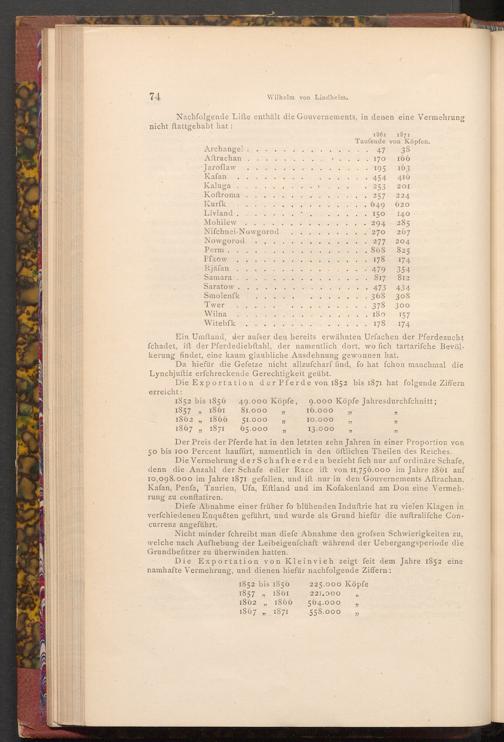 74
Wilhelm von Lindheim.
Nachfolgende Liſte enthält die Gouvernements, in denen eine Vermehrung
nicht ſtattgehabt hat:
1861 1871
Tauſende von Köpfen.
Archangel . . . . . . . . . . . . . 47 38
Aſtrachan . . . . . . . . . . . . . 170 166
Jaroſlaw . . . . . . . . . . . . . 195 163
Kaſan . . . . . . . . . . . . . 454 416
Kaluga . . . . . . . . . . . . . 253 201
Koſtroma . . . . . . . . . . . . . 257 224
Kurſk . . . . . . . . . . . . . 649 620
Livland . . . . . . . . . . . . . 150 140
Mohilew . . . . . . . . . . . . . 294 285
Niſchnei-Nowgorod . . . . . . . . . 270 267
Nowgorod . . . . . . . . . . . . 277 204
Perm . . . . . . . . . . . . . 868 825
Pſkow . . . . . . . . . . . . . 178 174
Rjäſan . . . . . . . . . . . . . 479 354
Samara . . . . . . . . . . . . . 817 812
Saratow . . . . . . . . . . . . . 473 434
Smolenſk . . . . . . . . . . . . . 368 308
Twer . . . . . . . . . . . . . 378 300
Wilna . . . . . . . . . . . . . 180 157
Witebſk . . . . . . . . . . . . . 178 174
Ein Umſtand, der auſser den bereits erwähnten Urſachen der Pferdezucht
ſchadet, iſt der Pferdediebſtahl, der namentlich dort, wo ſich tartariſche Bevöl-
kerung findet, eine kaum glaubliche Ausdehnung gewonnen hat.
Da hiefür die Geſetze nicht allzuſcharf ſind, ſo hat ſchon manchmal die
Lynchjuſtiz erſchreckende Gerechtigkeit geübt.
Die Exportation der Pferde von 1852 bis 1871 hat folgende Ziffern
erreicht:
1852 bis 1856 49.000 Köpfe, 9.000 Köpfe Jahresdurchſchnitt;
1857 „ 1861 81.000 „ 16.000 „ „
1862 „ 1866 51.000 „ 10.000 „ „
1867 „ 1871 65.000 „ 13.000 „ „
Der Preis der Pferde hat in den letzten zehn Jahren in einer Proportion von
50 bis 100 Percent hauſirt, namentlich in den öſtlichen Theilen des Reiches.
Die Vermehrung der Schafheerden bezieht ſich nur auf ordinäre Schafe,
denn die Anzahl der Schafe edler Race iſt von 11,756.000 im Jahre 1861 auf
10,098.000 im Jahre 1871 gefallen, und iſt nur in den Gouvernements Aſtrachan,
Kaſan, Penſa, Taurien, Ufa, Eſtland und im Koſakenland am Don eine Vermeh-
rung zu conſtatiren.
Dieſe Abnahme einer früher ſo blühenden Induſtrie hat zu vielen Klagen in
verſchiedenen Enquêten geführt, und wurde als Grund hiefür die auſtraliſche Con-
currenz angeführt.
Nicht minder ſchreibt man dieſe Abnahme den groſsen Schwierigkeiten zu,
welche nach Aufhebung der Leibeigenſchaft während der Uebergangsperiode die
Grundbeſitzer zu überwinden hatten.
Die Exportation von Kleinvieh zeigt ſeit dem Jahre 1852 eine
namhafte Vermehrung, und dienen hiefür nachfolgende Ziffern:
1852 bis 1856 225.000 Köpfe
1857 „ 1861 221.000 „
1862 „ 1866 564.000 „
1867 „ 1871 558.000 „